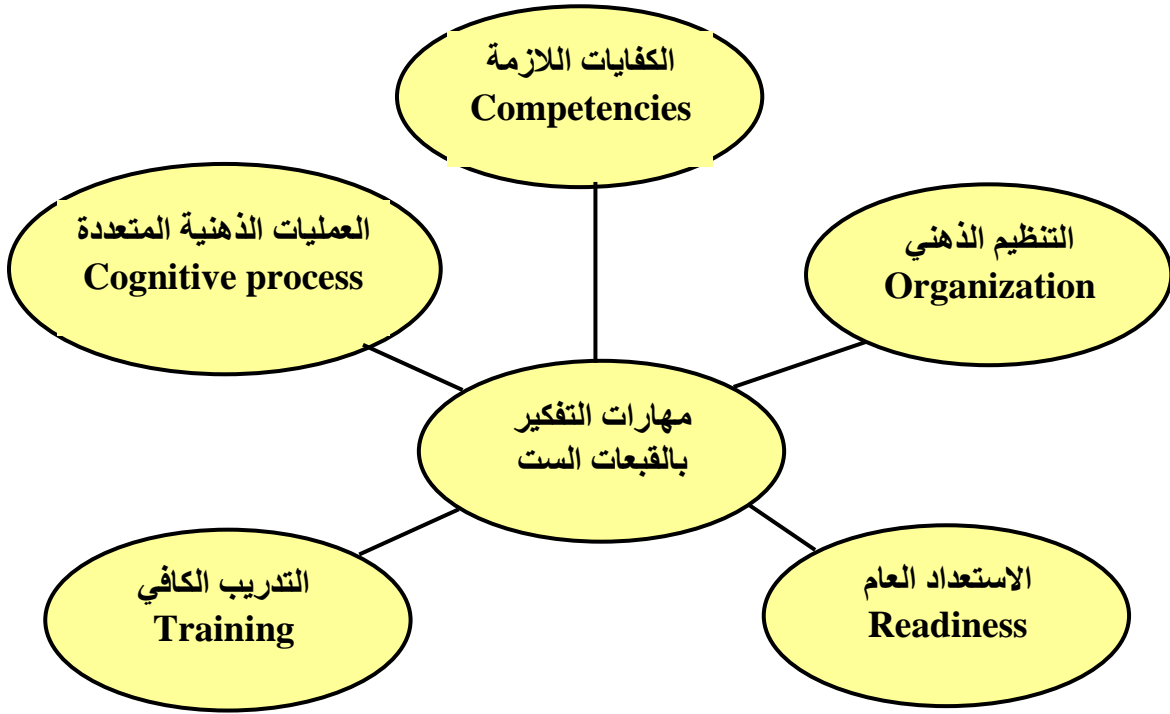 الكفايات اللازمة
Competencies
العمليات الذهنية المتعددة
Cognitive process
التنظيم الذهني
Organization
مهارات التفكير
بالقبعات الست
التدريب الكافي
Training
الاستعداد العام
Readiness